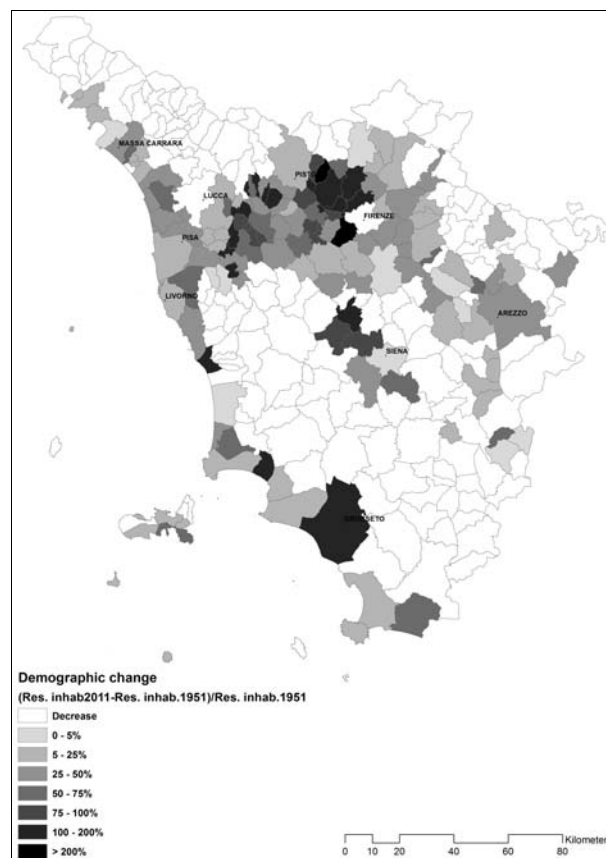 MASSA CARRARA
LUCCA
PISTO
FIRENZE
PISA
LIVORNO
AREZZO
SIENA
GROSSETO
Demographic change
(Res. inhab2011-Res. inhab.1951)/Res. inhab.1951
Decrease
0 - 5%
5 - 25%
25 - 50%
50 - 75%
75 - 100%
100 - 200%
> 200%
Kilometer
0 10 20 40 60 80